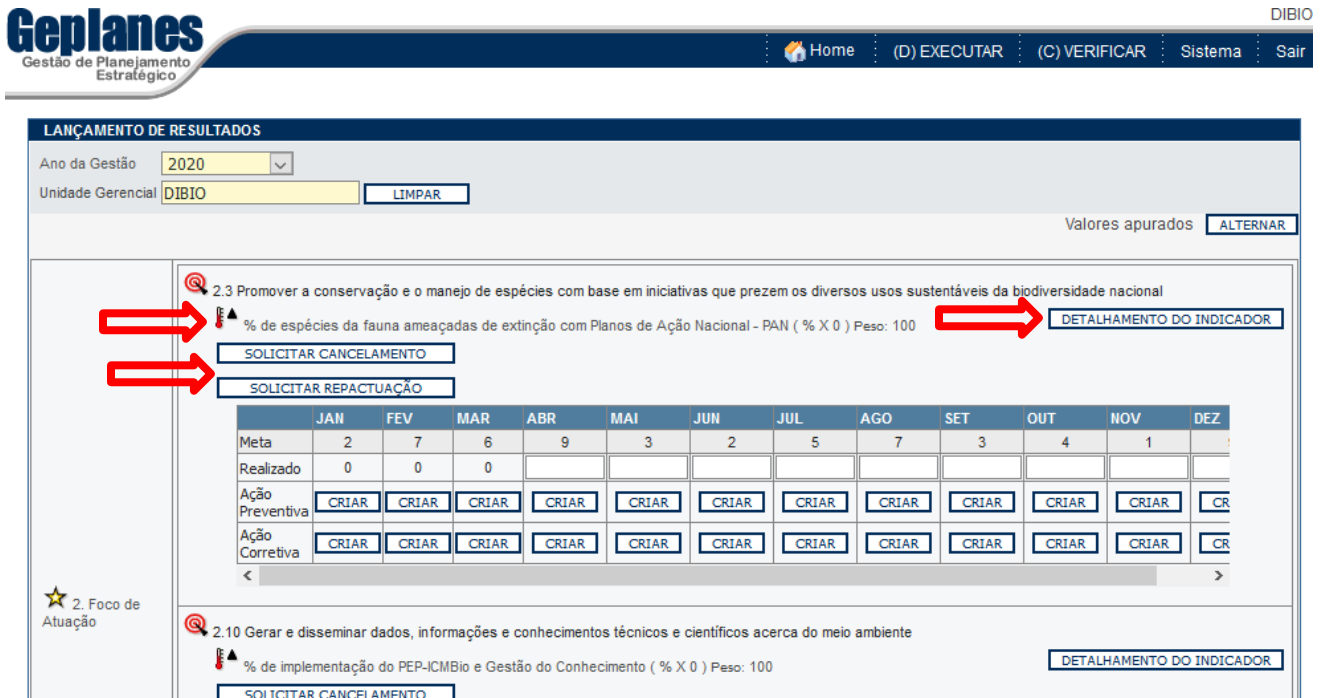 DIBIO
Geplanes
Gestão de Planejamento
Estratégico
Home (D) EXECUTAR (C) VERIFICAR Sistema Sair
LANÇAMENTO DE RESULTADOS
Ano da Gestão 2020
Unidade Gerencial DIBIO LIMPAR
Valores apurados ALTERNAR
2. Foco de
Atuação
2.3 Promover a conservação e o manejo de espécies com base em iniciativas que prezem os diversos usos sustentáveis da biodiversidade nacional
% de espécies da fauna ameaçadas de extinção com Planos de Ação Nacional - PAN ( % X 0 ) Peso: 100 DETALHAMENTO DO INDICADOR
SOLICITAR CANCELAMENTO
SOLICITAR REPACTUAÇÃO
JAN FEV MAR ABR MAI JUN JUL AGO SET OUT NOV DEZ
Meta 2 7 6 9 3 2 5 7 3 4 1
Realizado 0 0 0
Ação
Preventiva CRIAR CRIAR CRIAR CRIAR CRIAR CRIAR CRIAR CRIAR CRIAR CRIAR CRIAR CR
Ação
Corretiva CRIAR CRIAR CRIAR CRIAR CRIAR CRIAR CRIAR CRIAR CRIAR CRIAR CRIAR CR
2.10 Gerar e disseminar dados, informações e conhecimentos técnicos e científicos acerca do meio ambiente
% de implementação do PEP-ICMBio e Gestão do Conhecimento ( % X 0 ) Peso: 100 DETALHAMENTO DO INDICADOR
SOLICITAR CANCELAMENTO